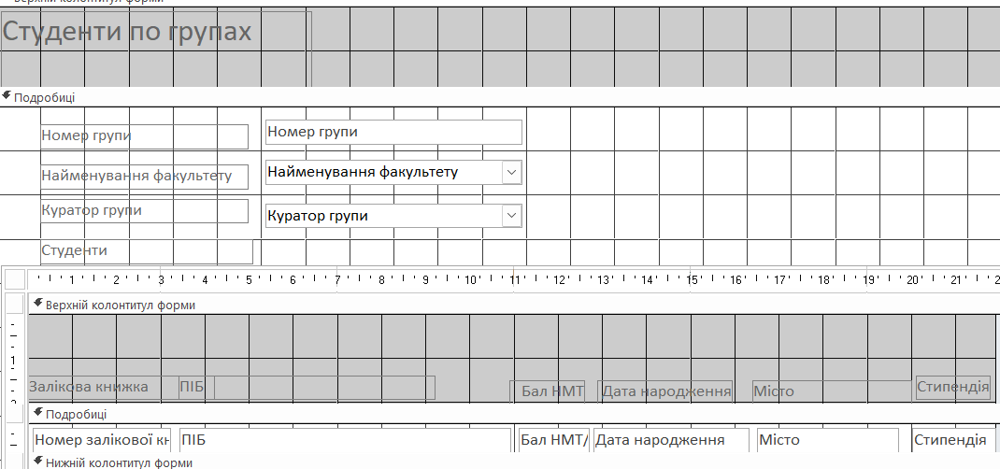 Верхній колонтитул форми
Студенти по групах
Подробиці
Номер групи Номер групи
Найменування факультету Найменування факультету
Куратор групи Куратор групи
Студенти
1 2 3 4 5 6 7 8 9 10 11 12 13 14 15 16 17 18 19 20 21 2
Верхній колонтитул форми
1
Залікова книжка ПІБ Бал НМТ Дата народження Місто Стипендія
Подробиці
Номер залікової кн ПІБ Бал НМТ/ Дата народження Місто Стипендія
Нижній колонтитул форми